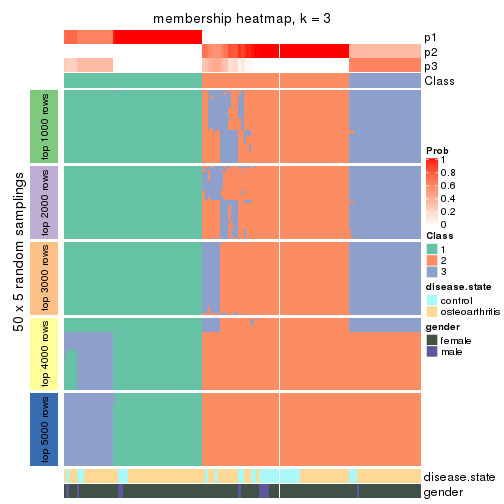 membership heatmap, k = 3
p1
p2
p3
Class
50 x 5 random samplings
top 1000 rows
top 2000 rows
top 3000 rows
top 4000 rows
top 5000 rows
Prob
1
0.8
0.6
0.4
0.2
0
Class
1
2
3
disease.state
control
osteoarthritis
gender
female
male
disease.state
gender